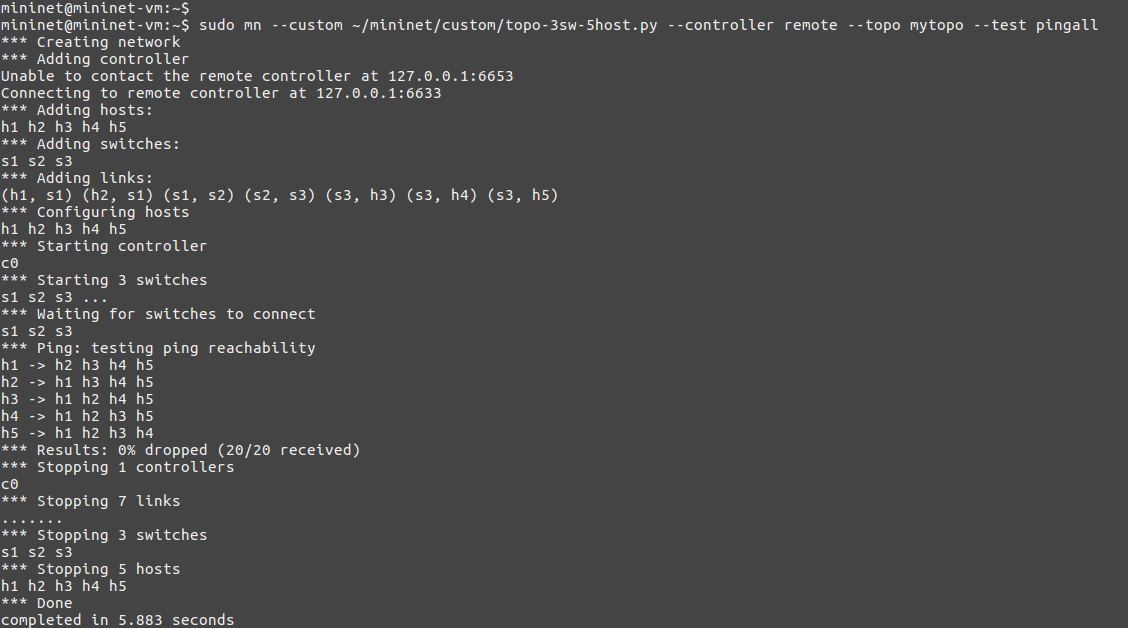 mininet@mininet-vm:~$
mininet@mininet-vm:~$ sudo mn --custom ~/mininet/custom/topo-3sw-5host.py --controller remote --topo mytopo --test pingall
*** Creating network
*** Adding controller
Unable to contact the remote controller at 127.0.0.1:6653
Connecting to remote controller at 127.0.0.1:6633
*** Adding hosts:
h1 h2 h3 h4 h5
*** Adding switches:
s1 s2 s3
*** Adding links:
(h1, s1) (h2, s1) (s1, s2) (s2, s3) (s3, h3) (s3, h4) (s3, h5)
*** Configuring hosts
h1 h2 h3 h4 h5
*** Starting controller
c0
*** Starting 3 switches
s1 s2 s3 ...
*** Waiting for switches to connect
s1 s2 s3
*** Ping: testing ping reachability
h1 -> h2 h3 h4 h5
h2 -> h1 h3 h4 h5
h3 -> h1 h2 h4 h5
h4 -> h1 h2 h3 h5
h5 -> h1 h2 h3 h4
*** Results: 0% dropped (20/20 received)
*** Stopping 1 controllers
c0
*** Stopping 7 links
.......
*** Stopping 3 switches
s1 s2 s3
*** Stopping 5 hosts
h1 h2 h3 h4 h5
*** Done
completed in 5.883 seconds